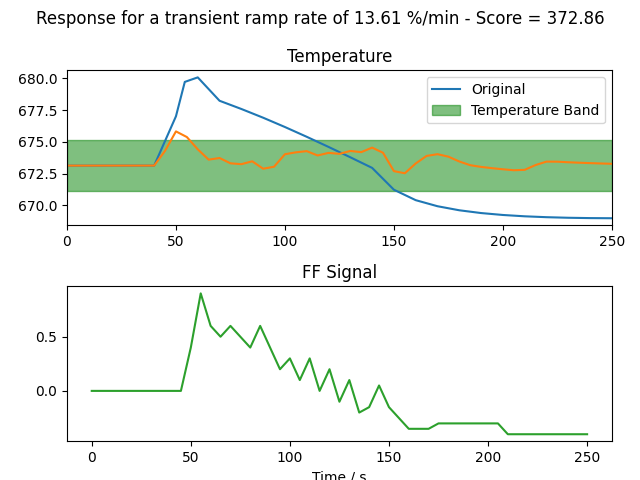 Response for a transient ramp rate of 13.61 %/min - Score = 372.86
Temperature
680.0
677.5
675.0
672.5
670.0
Original
Temperature Band
0 50 100 150 200 250
FF Signal
0.5
0.0
0 50 100 150 200 250
Time / s